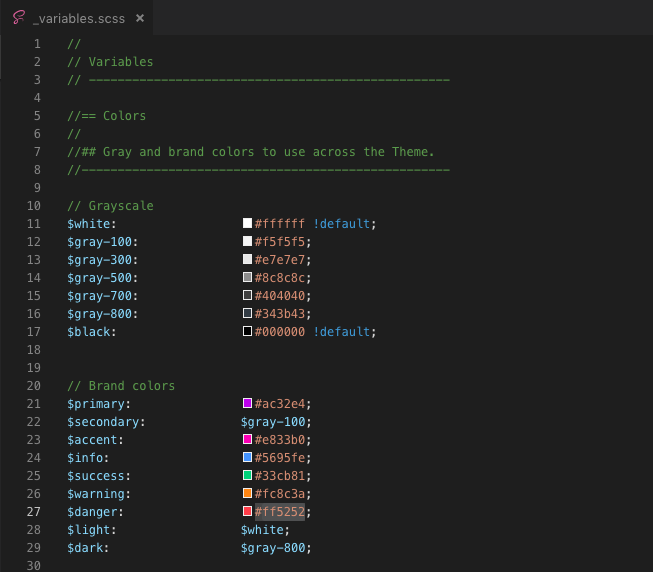 _variables.scss ×
1 //
2 // Variables
3 // --------------------------------------------------
4
5 //== Colors
6 //
7 //## Gray and brand colors to use across the Theme.
8 //---------------------------------------------------
9
10 // Grayscale
11 $white: #ffffff !default;
12 $gray-100: #f5f5f5;
13 $gray-300: #e7e7e7;
14 $gray-500: #8c8c8c;
15 $gray-700: #404040;
16 $gray-800: #343b43;
17 $black: #000000 !default;
18
19
20 // Brand colors
21 $primary: #ac32e4;
22 $secondary: $gray-100;
23 $accent: #e833b0;
24 $info: #5695fe;
25 $success: #33cb81;
26 $warning: #fc8c3a;
27 $danger: #ff5252;
28 $light: $white;
29 $dark: $gray-800;
30